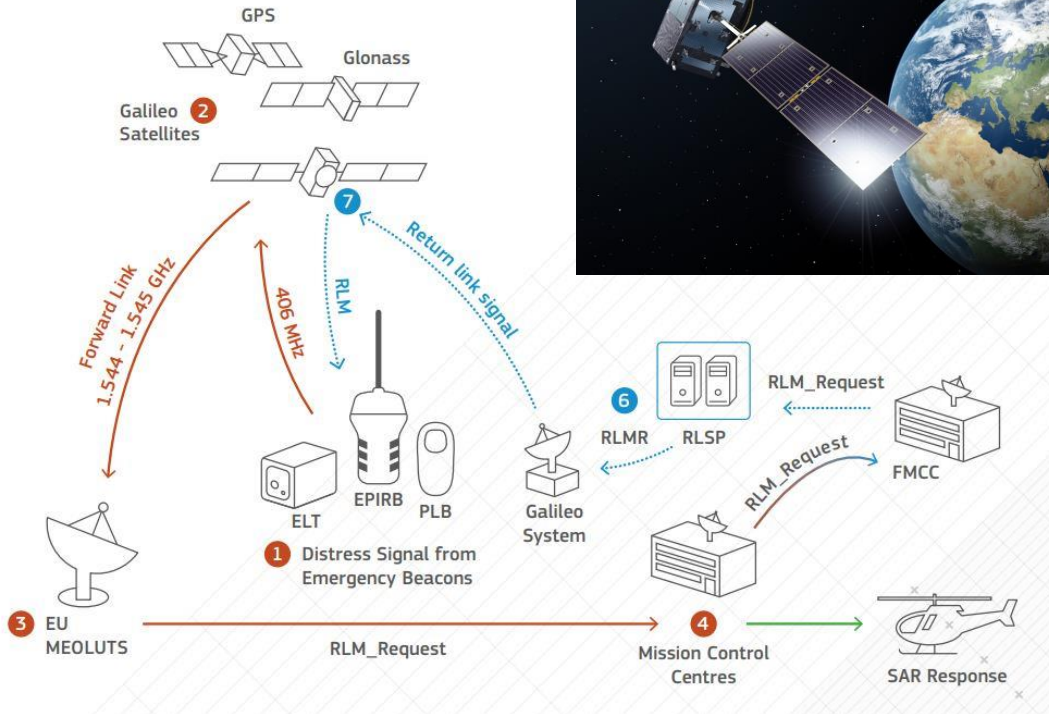 GPS
Glonass
Galileo 2
Satellites
7
Forward Link
1.544 - 1.545 GHz
406 MHz
RLM
Return link signal
6
RLMR
RLSP
RLM_Request
FMCC
RLM_Request
ELT
EPIRB
PLB
Galileo
System
1 Distress Signal from
Emergency Beacons
3 EU
MEOLUTS
RLM_Request
4
Mission Control
Centres
SAR Response